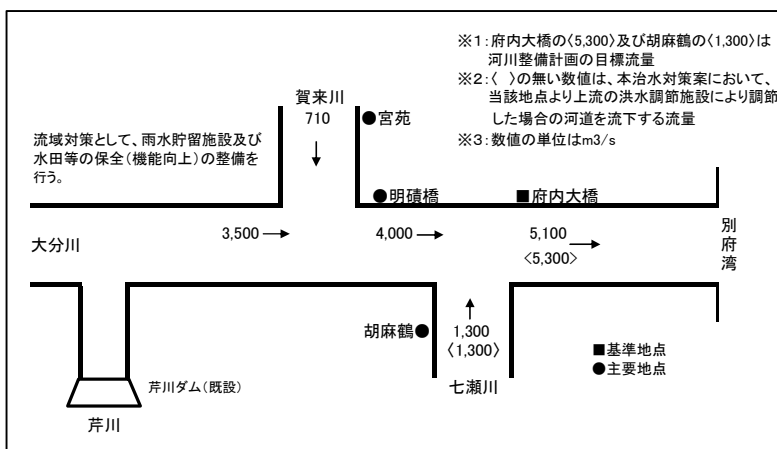 ※1：府内大橋の〈5,300〉及び胡麻鶴の〈1,300〉は
河川整備計画の目標流量
※2：〈　〉の無い数値は、本治水対策案において、
当該地点より上流の洪水調節施設により調節
した場合の河道を流下する流量
※3：数値の単位はm3/s
賀来川
710
●宮苑
流域対策として、雨水貯留施設及び
水田等の保全（機能向上）の整備を
行う。
●明磧橋
■府内大橋
大分川
3,500
4,000
5,100
〈5,300〉
別府湾
胡麻鶴●
1,300
〈1,300〉
七瀬川
■基準地点
●主要地点
芹川ダム（既設）
芹川